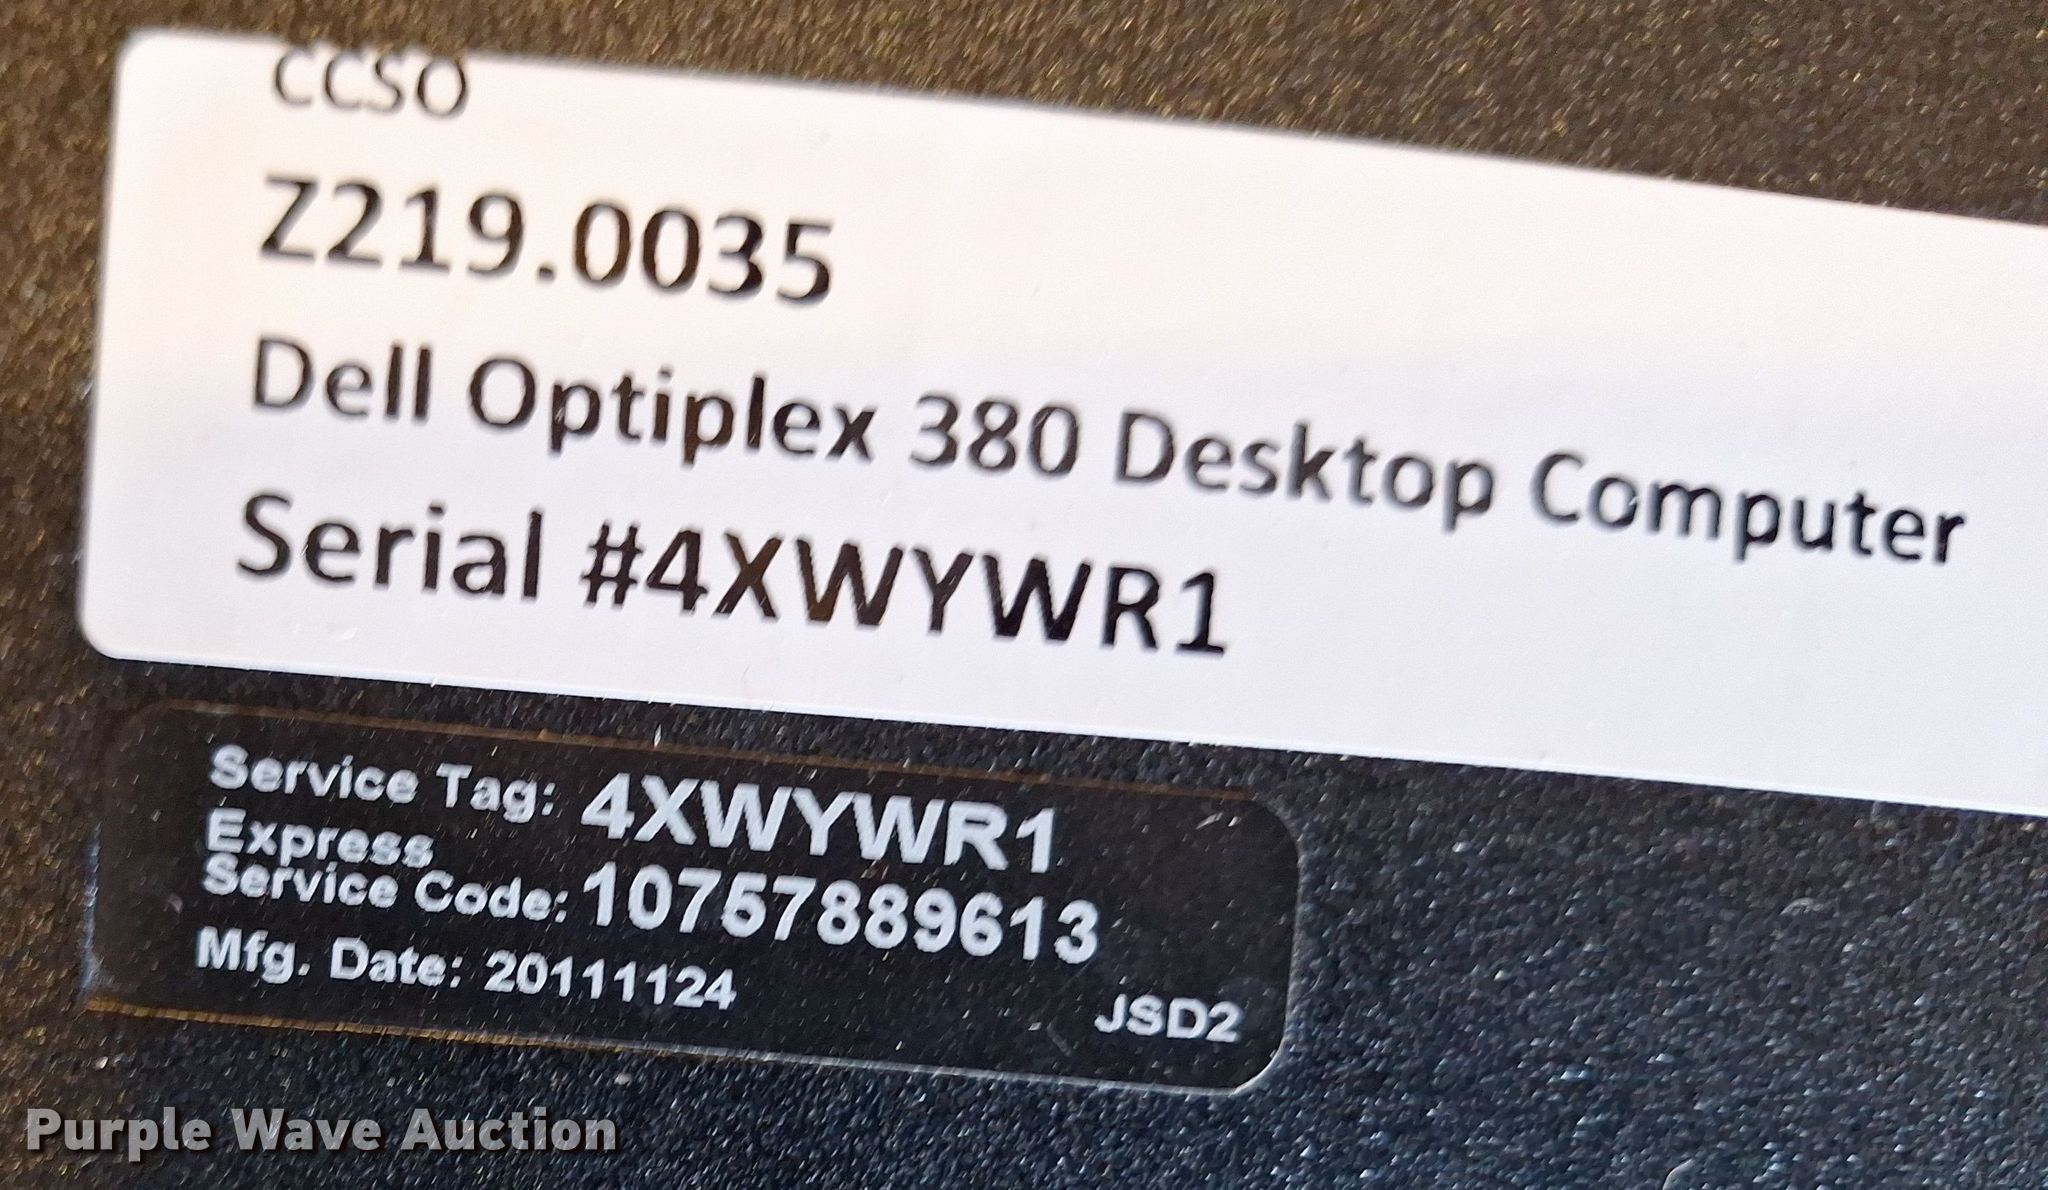 CCSO
Z219.0035
Dell Optiplex 380 Desktop Computer
Serial #4XWYWR1
Service Tag: 4XWYWR1
Express
Service Code: 10757889613
Mfg. Date: 20111124
JSD2
Purple Wave Auction